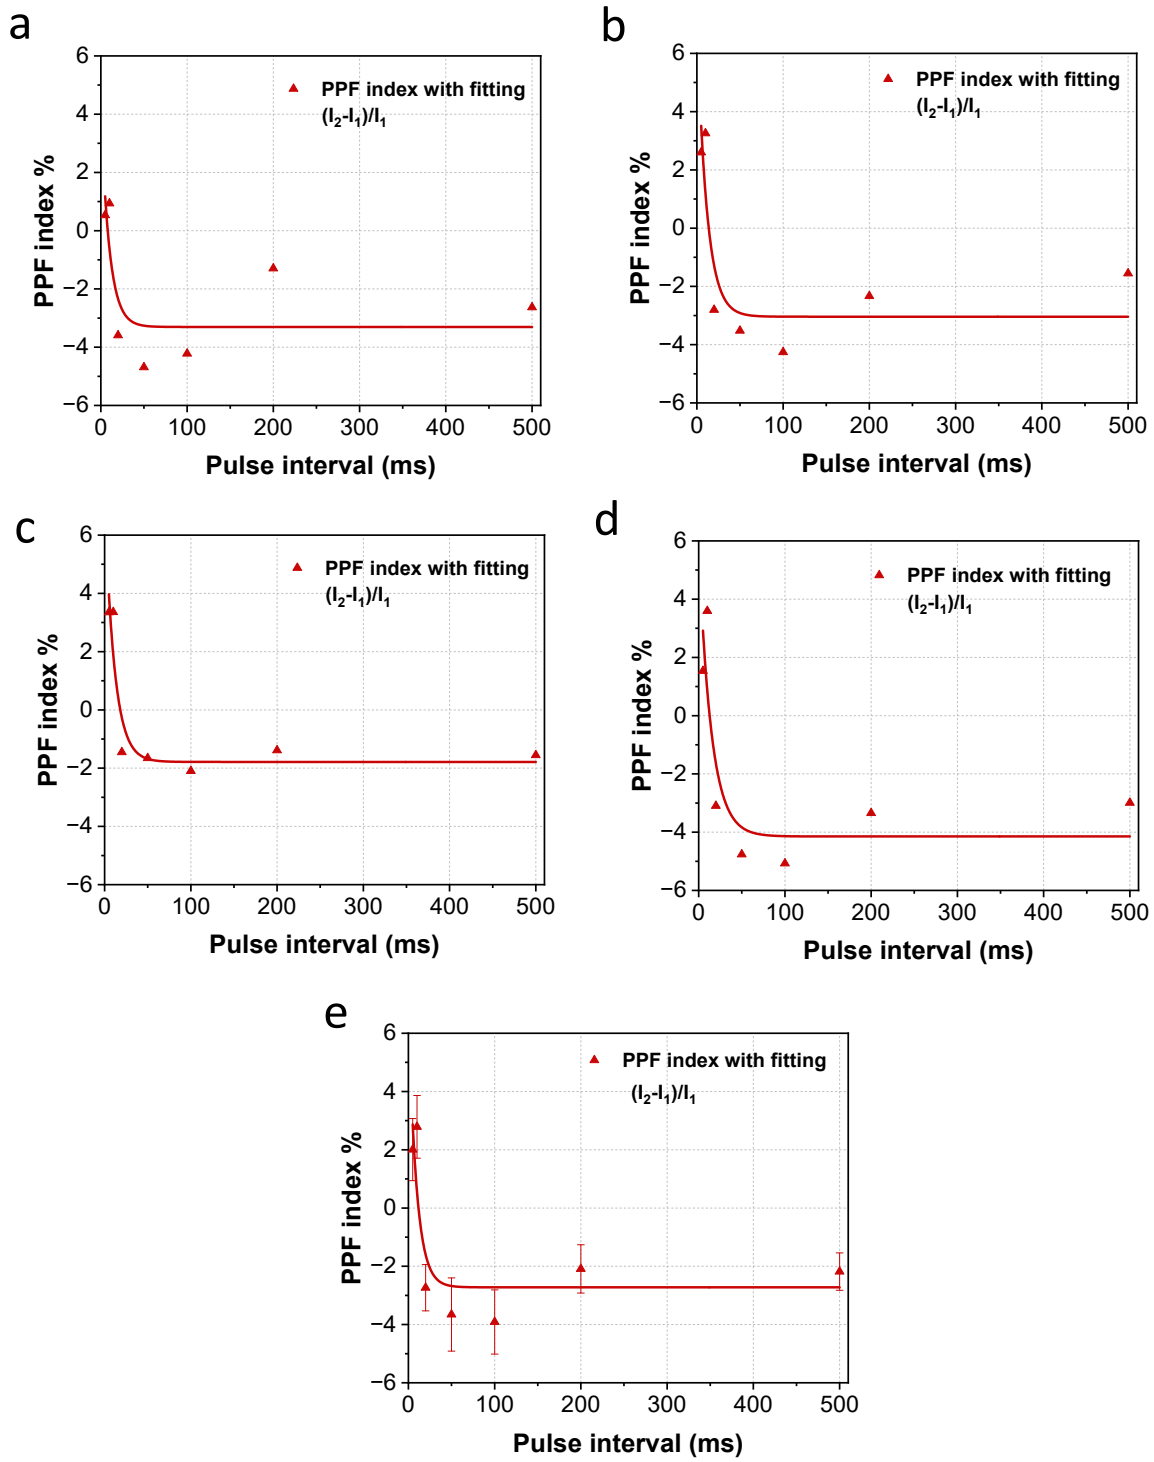 a
6
4
2
0
−2
−4
−6
PPF index %
PPF index with fitting
(I2-I1)/I1
0 100 200 300 400 500
Pulse interval (ms)
b
6
4
2
0
−2
−4
−6
PPF index %
PPF index with fitting
(I2-I1)/I1
0 100 200 300 400 500
Pulse interval (ms)
c
6
4
2
0
−2
−4
−6
PPF index %
PPF index with fitting
(I2-I1)/I1
0 100 200 300 400 500
Pulse interval (ms)
d
6
4
2
0
−2
−4
−6
PPF index %
PPF index with fitting
(I2-I1)/I1
0 100 200 300 400 500
Pulse interval (ms)
e
6
4
2
0
−2
−4
−6
PPF index %
PPF index with fitting
(I2-I1)/I1
0 100 200 300 400 500
Pulse interval (ms)